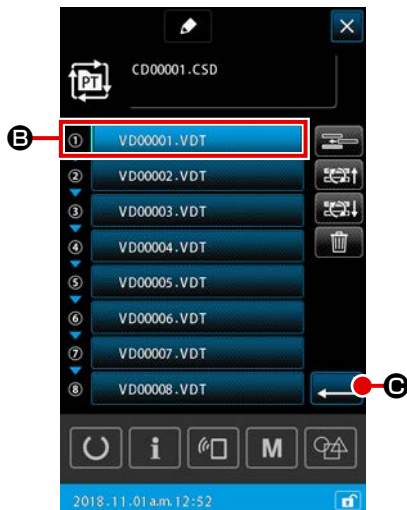 PT
CD00001.CSD
B
① VD00001.VDT
② VD00002.VDT
③ VD00003.VDT
④ VD00004.VDT
⑤ VD00005.VDT
⑥ VD00006.VDT
⑦ VD00007.VDT
⑧ VD00008.VDT
C
i M
2018.11.01a.m.12:52